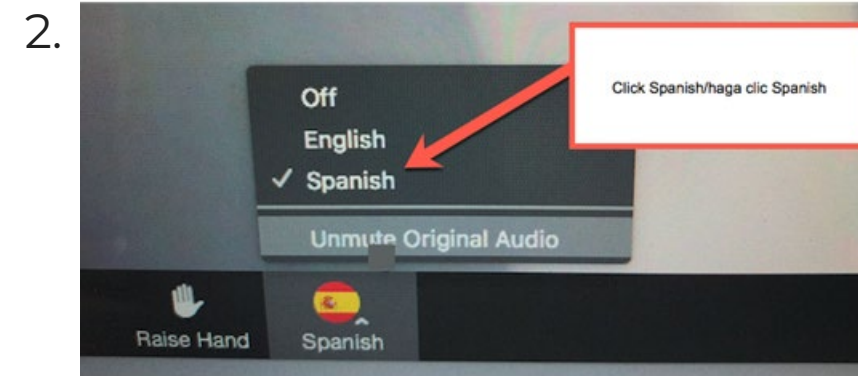 2.
Click Spanish/haga clic Spanish
Off
English
✓ Spanish
Unmute Original Audio
Raise Hand
Spanish